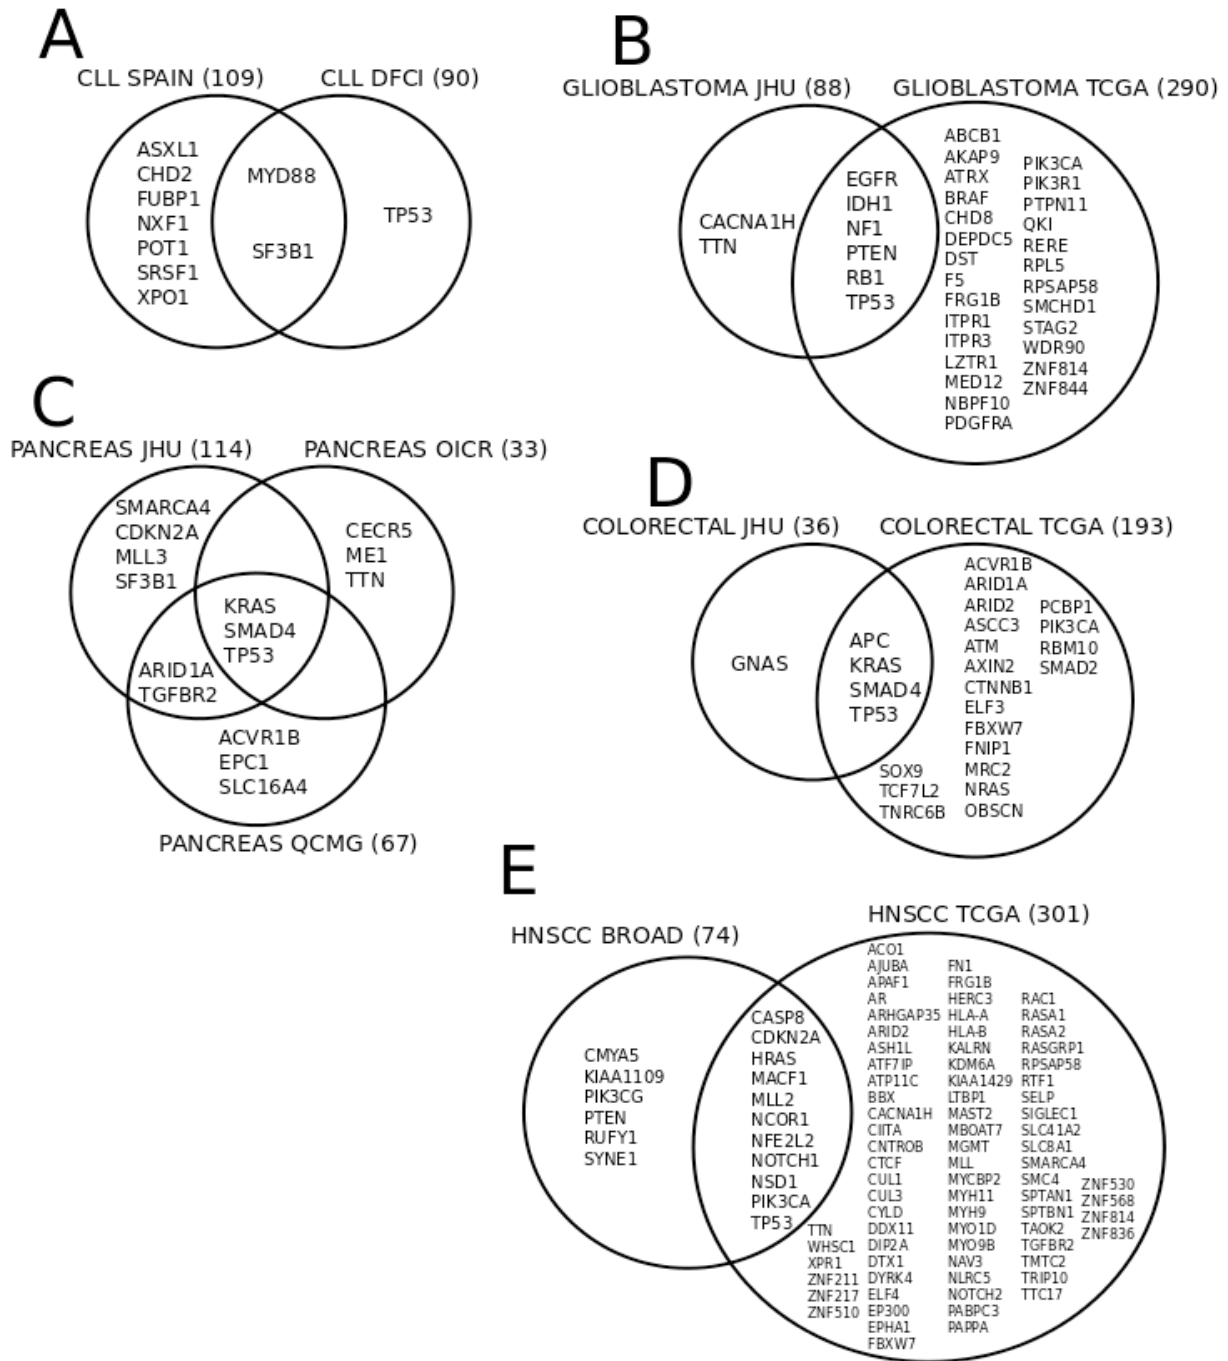 A
CLL SPAIN (109)
CLL DFCI (90)
ASXL1
CHD2
FUBP1
NXF1
POT1
SRSF1
XPO1
MYD88
SF3B1
TP53
B
GLIOBLASTOMA JHU (88)
GLIOBLASTOMA TCGA (290)
CACNA1H
TTN
EGFR
IDH1
NF1
PTEN
RB1
TP53
ABCB1
AKAP9
ATRX
BRAF
CHD8
DEPDC5
DST
F5
FRG1B
ITPR1
ITPR3
LZTR1
MED12
NBPF10
PDGFRA
PIK3CA
PIK3R1
PTPN11
QKI
RERE
RPL5
RPSAP58
SMCHD1
STAG2
WDR90
ZNF814
ZNF844
C
PANCREAS JHU (114)
PANCREAS OICR (33)
SMARCA4
CDKN2A
MLL3
SF3B1
CECR5
ME1
TTN
KRAS
SMAD4
TP53
ARID1A
TGFBR2
ACVR1B
EPC1
SLC16A4
PANCREAS QCMG (67)
D
COLORECTAL JHU (36)
COLORECTAL TCGA (193)
GNAS
APC
KRAS
SMAD4
TP53
SOX9
TCF7L2
TNRC6B
ACVR1B
ARID1A
ARID2
ASCC3
ATM
AXIN2
CTNNB1
ELF3
FBXW7
FNIP1
MRC2
NRAS
OBSCN
PCBP1
PIK3CA
RBM10
SMAD2
E
HNSCC BROAD (74)
HNSCC TCGA (301)
CMYA5
KIAA1109
PIK3CG
PTEN
RUFY1
SYNE1
CASP8
CDKN2A
HRAS
MACF1
MLL2
NCOR1
NFE2L2
NOTCH1
NSD1
PIK3CA
TP53
TTN
WHSC1
XPR1
ZNF211
ZNF217
ZNF510
ACO1
AJUBA
APAF1
AR
ARHGAP35
ARID2
ASH1L
ATF7IP
ATP11C
BBX
CACNA1H
CIITA
CNTROB
CTCF
CUL1
CUL3
CYLD
DDX11
DIP2A
DTX1
DYRK4
ELF4
EP300
EPHA1
FBXW7
FN1
FRG1B
HERC3
HLA-A
HLA-B
KALRN
KDM6A
KIAA1429
LTBP1
MAST2
MBOAT7
MGMT
MLL
MYCBP2
MYH11
MYH9
MYO1D
MYO9B
NAV3
NLRC5
NOTCH2
PABPC3
PAPPA
RAC1
RASA1
RASA2
RASGRP1
RPSAP58
RTF1
SELP
SIGLEC1
SLC41A2
SLC8A1
SMARCA4
SMC4
SPTAN1
SPTBN1
TAOK2
TGFBR2
TMTC2
TRIP10
TTC17
ZNF530
ZNF568
ZNF814
ZNF836